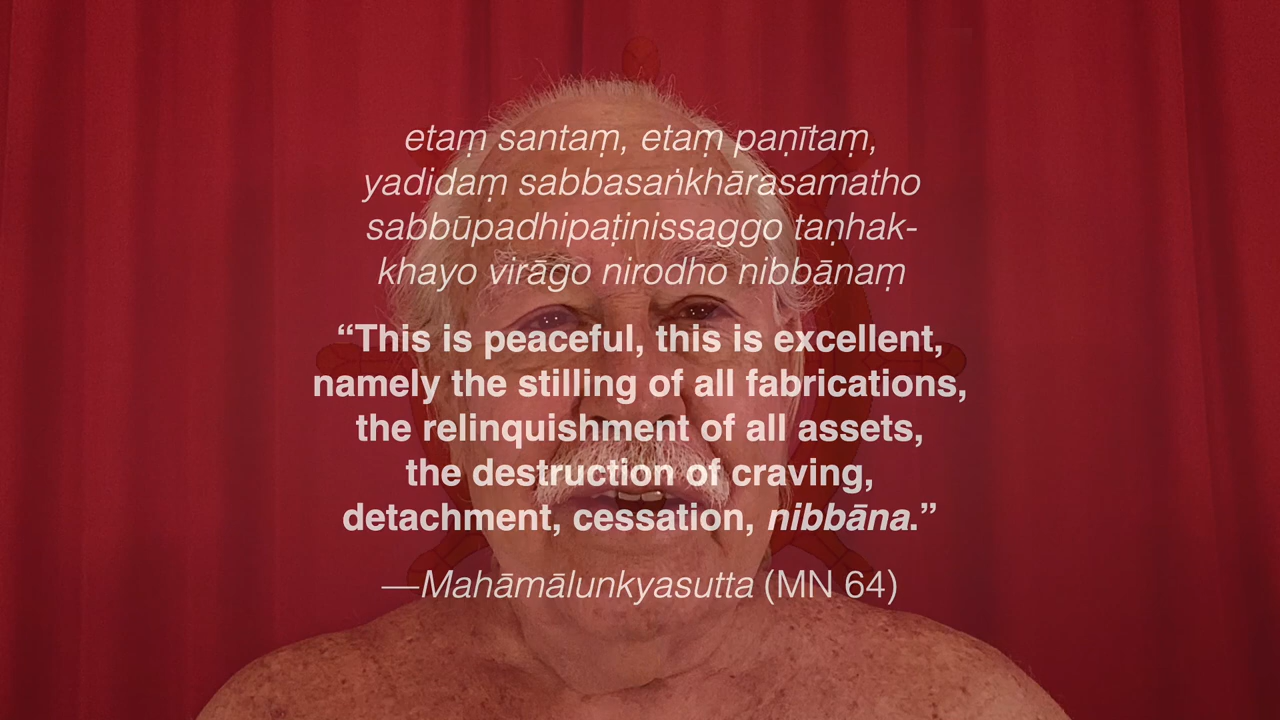 etaṃ santaṃ, etaṃ paṇītaṃ,
yadidaṃ sabbasaṅkhārasamatho
sabbūpadhipaṭinissaggo taṇhak-
khayo virāgo nirodho nibbānaṃ
“This is peaceful, this is excellent,
namely the stilling of all fabrications,
the relinquishment of all assets,
the destruction of craving,
detachment, cessation, nibbāna.”
—Mahāmālunkyasutta (MN 64)